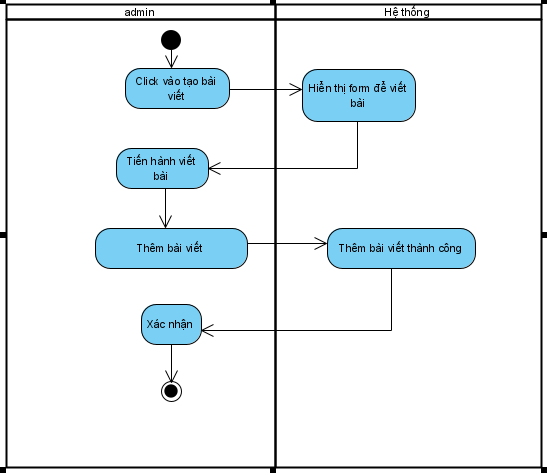 admin
Hệ thống
Click vào tạo bài
viết
Hiển thị form để viết
bài
Tiến hành viết
bài
Thêm bài viết
Thêm bài viết thành công
Xác nhận